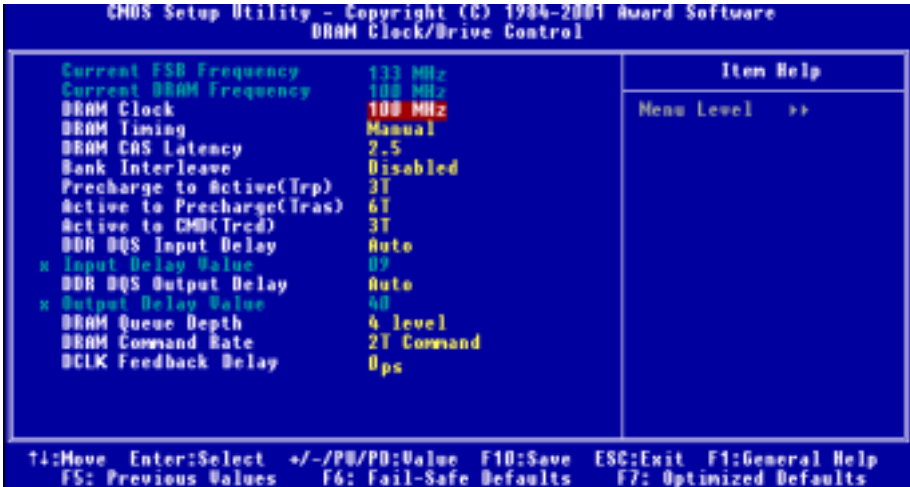 CMOS Setup Utility - Copyright (C) 1984-2001 Award Software
DRAM Clock/Drive Control
Current FSB Frequency 133 MHz
Current DRAM Frequency 100 MHz
DRAM Clock 100 MHz
DRAM Timing Manual
DRAM CAS Latency 2.5
Bank Interleave Disabled
Precharge to Active(Trp) 3T
Active to Precharge(Tras) 6T
Active to CMD(Trcd) 3T
DDR DQS Input Delay Auto
x Input Delay Value 09
DDR DQS Output Delay Auto
x Output Delay Value 40
DRAM Queue Depth 4 level
DRAM Command Rate 2T Command
DCLK Feedback Delay 0ps
Item Help
Menu Level ▸▸
↑↓:Move Enter:Select +/-/PU/PD:Value F10:Save ESC:Exit F1:General Help
F5: Previous Values F6: Fail-Safe Defaults F7: Optimized Defaults